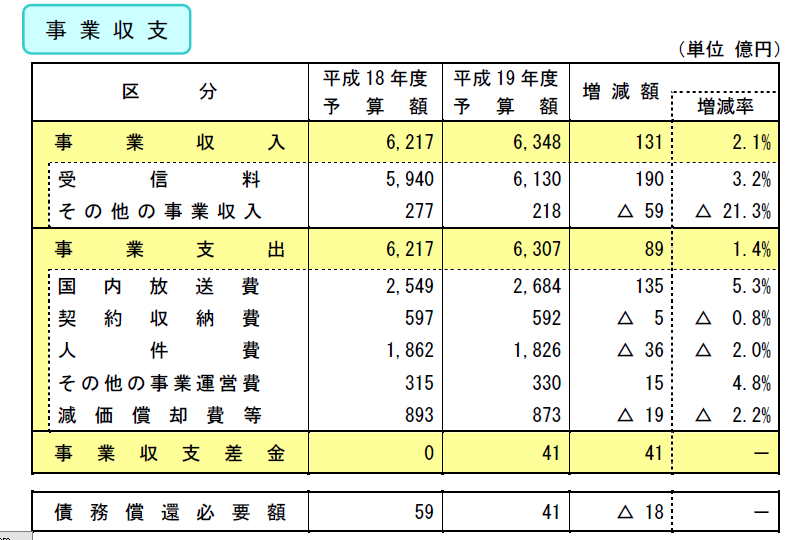 事業収支
（単位 億円）
区分 平成18年度予算額 平成19年度予算額 増減額 増減率
事業収入 6,217 6,348 131 2.1%
受信料 5,940 6,130 190 3.2%
その他の事業収入 277 218 △ 59 △ 21.3%
事業支出 6,217 6,307 89 1.4%
国内放送費 2,549 2,684 135 5.3%
契約収納費 597 592 △ 5 △ 0.8%
人件費 1,862 1,826 △ 36 △ 2.0%
その他の事業運営費 315 330 15 4.8%
減価償却費等 893 873 △ 19 △ 2.2%
事業収支差金 0 41 41 －
債務償還必要額 59 41 △ 18 －